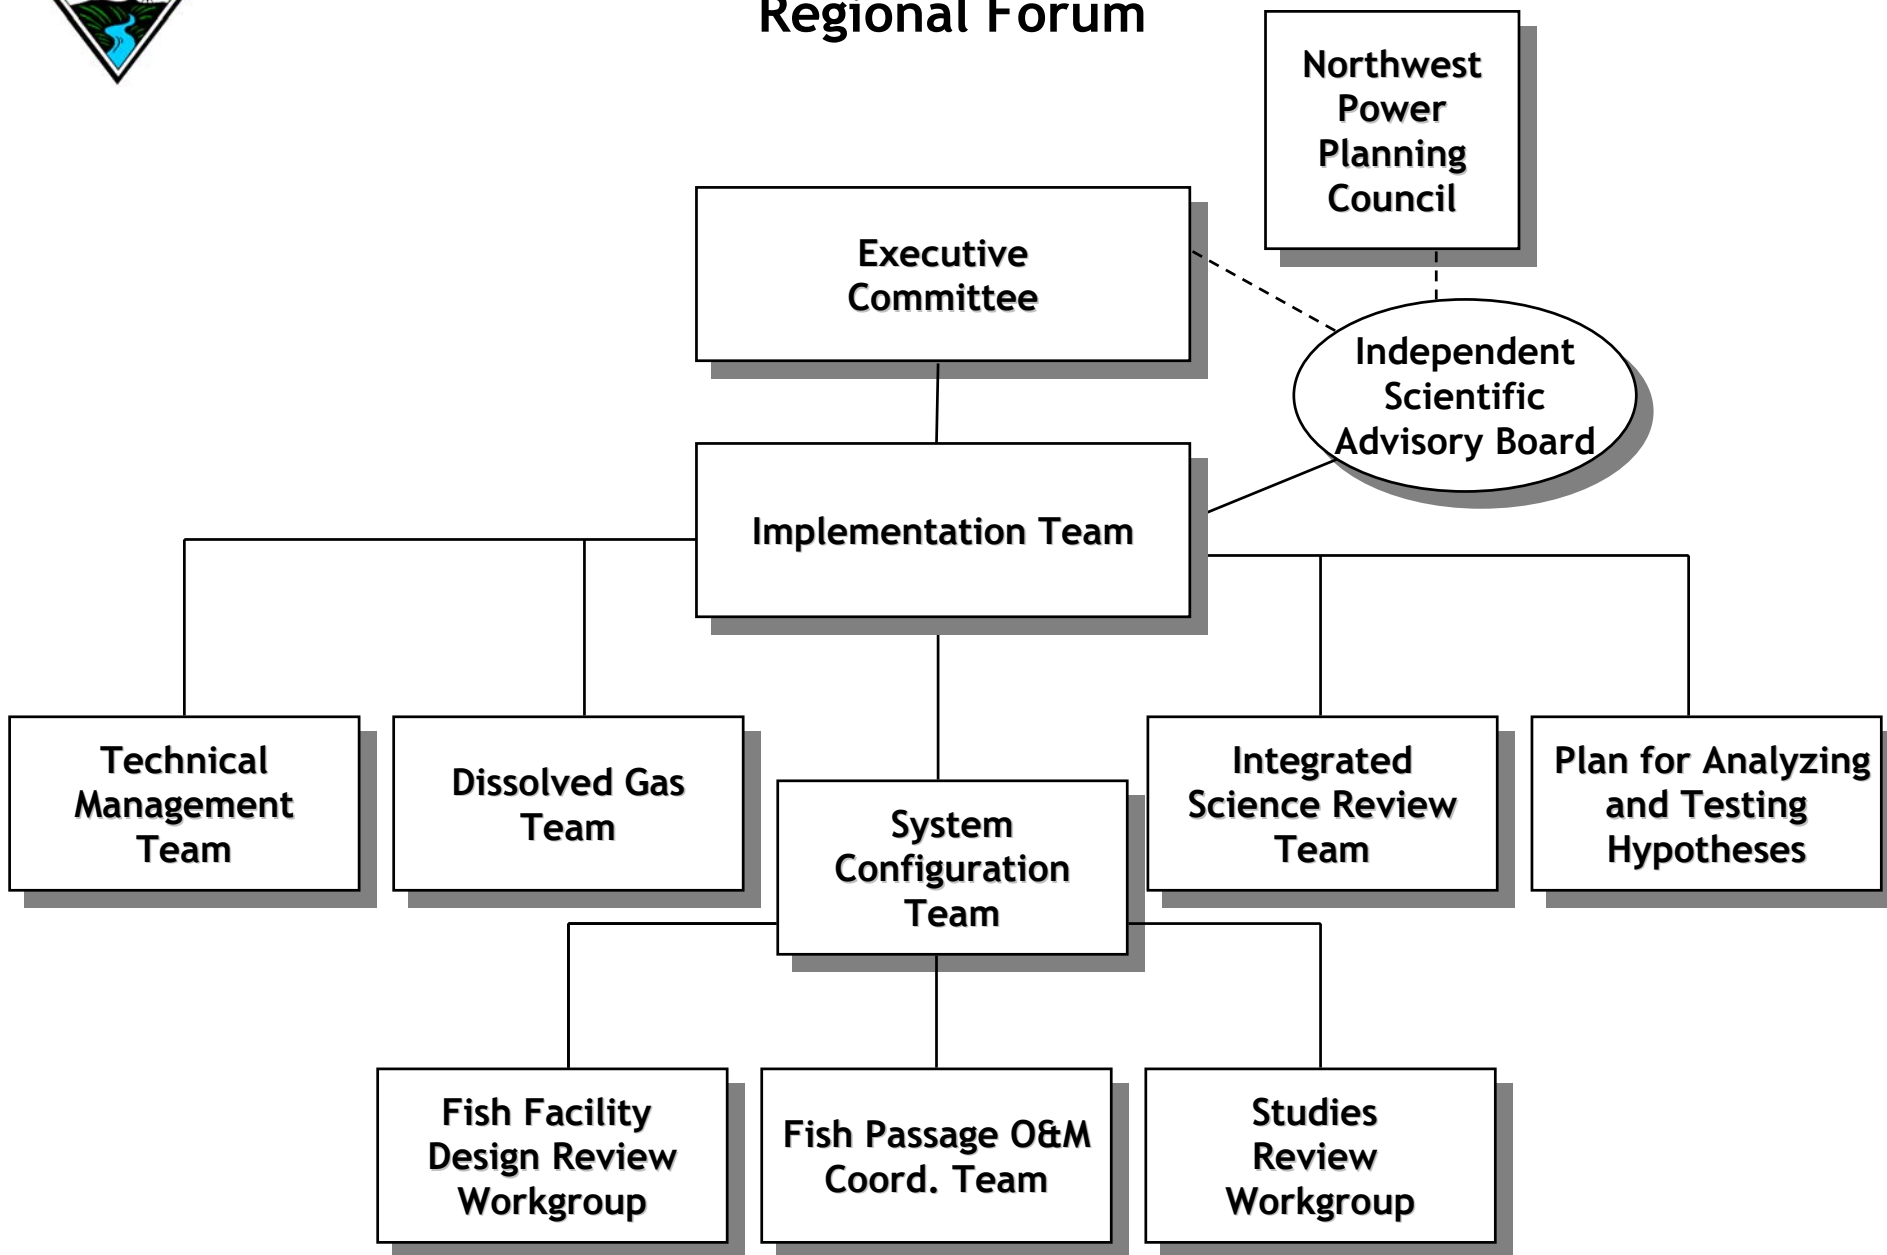 Regional Forum
Northwest
Power
Planning
Council
Executive
Committee
Independent
Scientific
Advisory Board
Implementation Team
Technical
Management
Team
Dissolved Gas
Team
System
Configuration
Team
Integrated
Science Review
Team
Plan for Analyzing
and Testing
Hypotheses
Fish Facility
Design Review
Workgroup
Fish Passage O&M
Coord. Team
Studies
Review
Workgroup